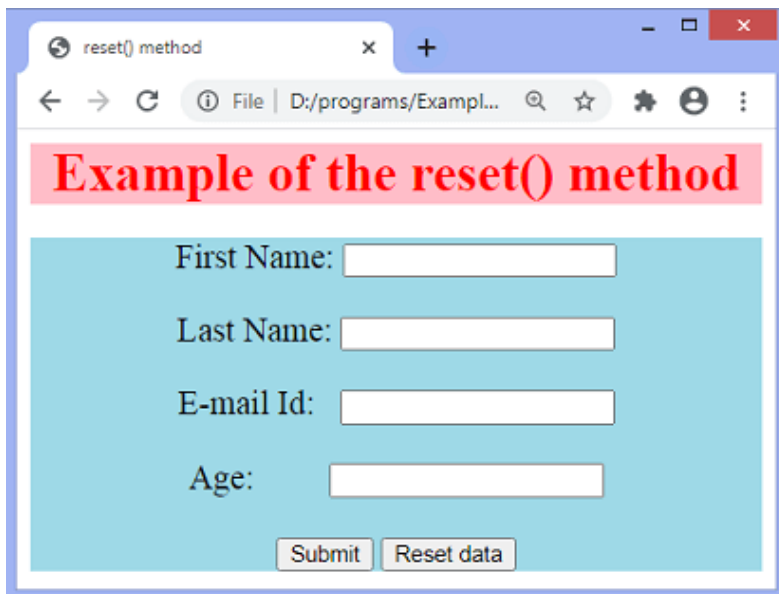 reset() method
File | D:/programs/Exampl...
Example of the reset() method
First Name:
Last Name:
E-mail Id:
Age:
Submit Reset data